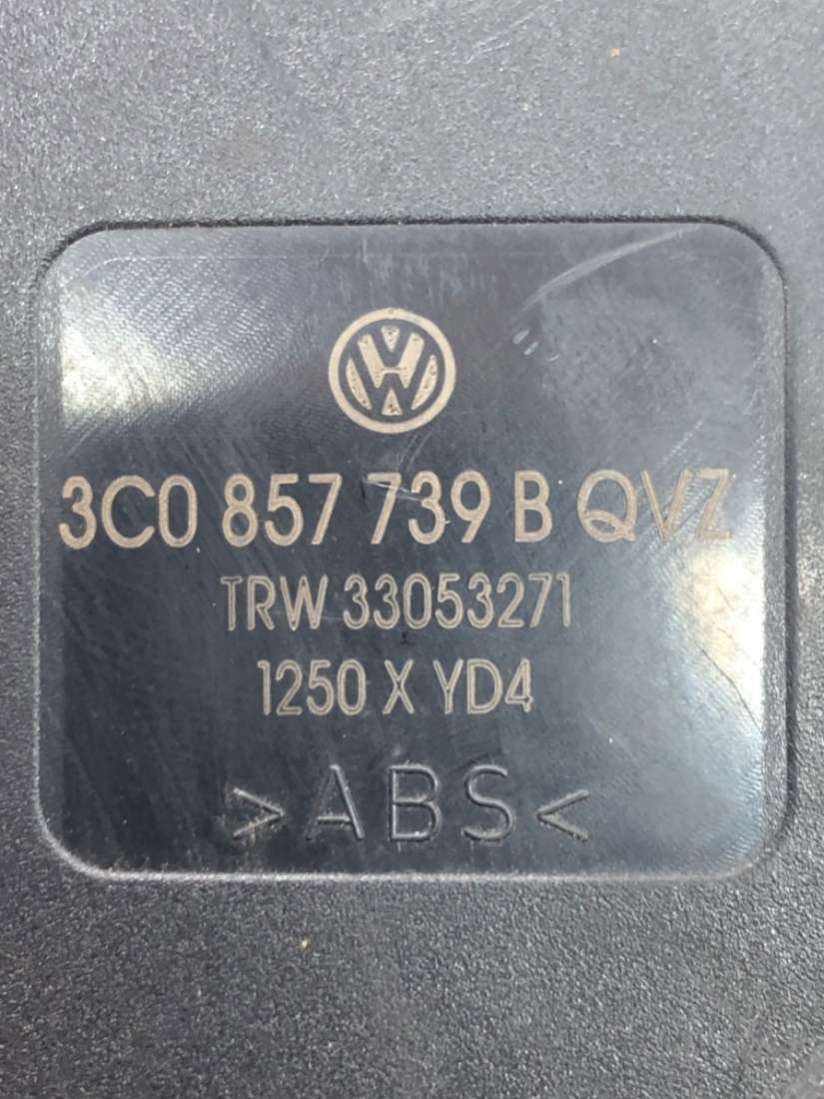 3C0 857 739 B QVZ
TRW 33053271
1250 X YD4
>ABS<